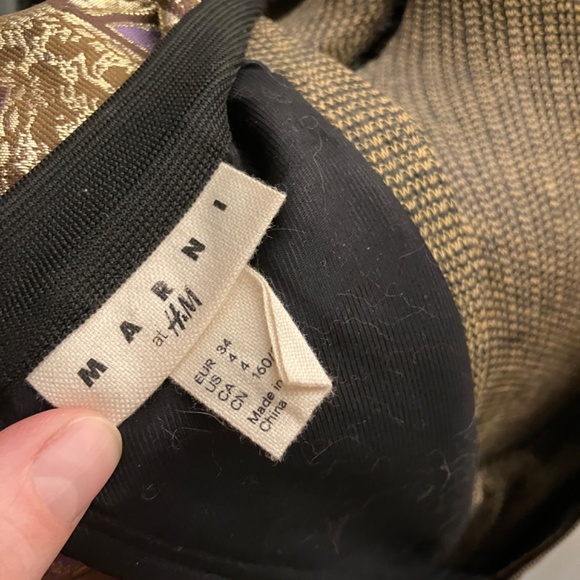 MARNI
at H&M
EUR 34
US 4
CA 4
CN 160/
Made in
China